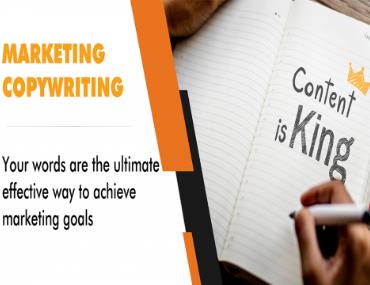 MARKETING
COPYWRITING
Your words are the ultimate
effective way to achieve
marketing goals
Content
is King